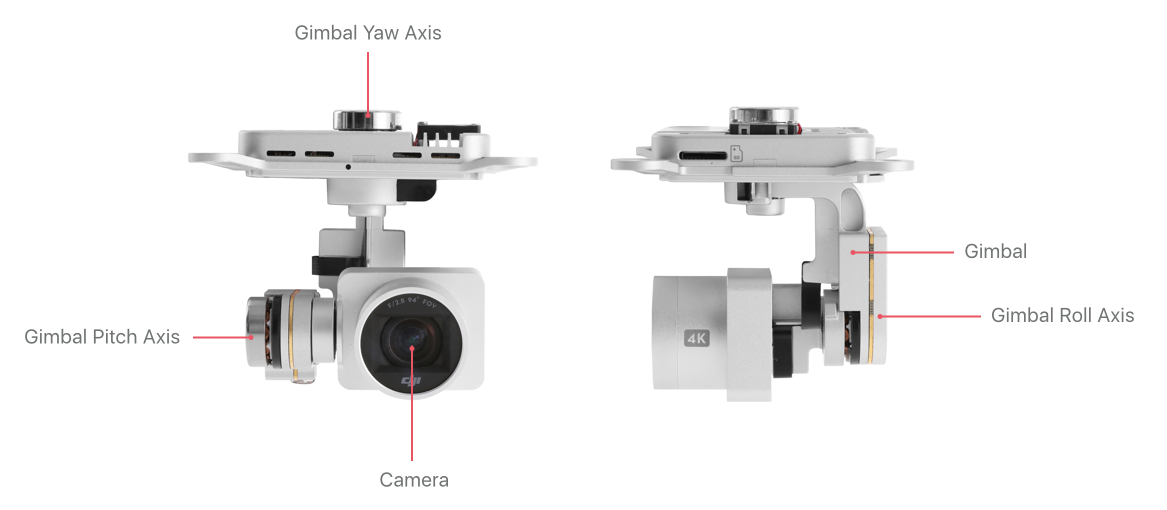 Gimbal Yaw Axis
Gimbal
Gimbal Pitch Axis
Gimbal Roll Axis
Camera
F/2.8 94° FOV
dji
4K